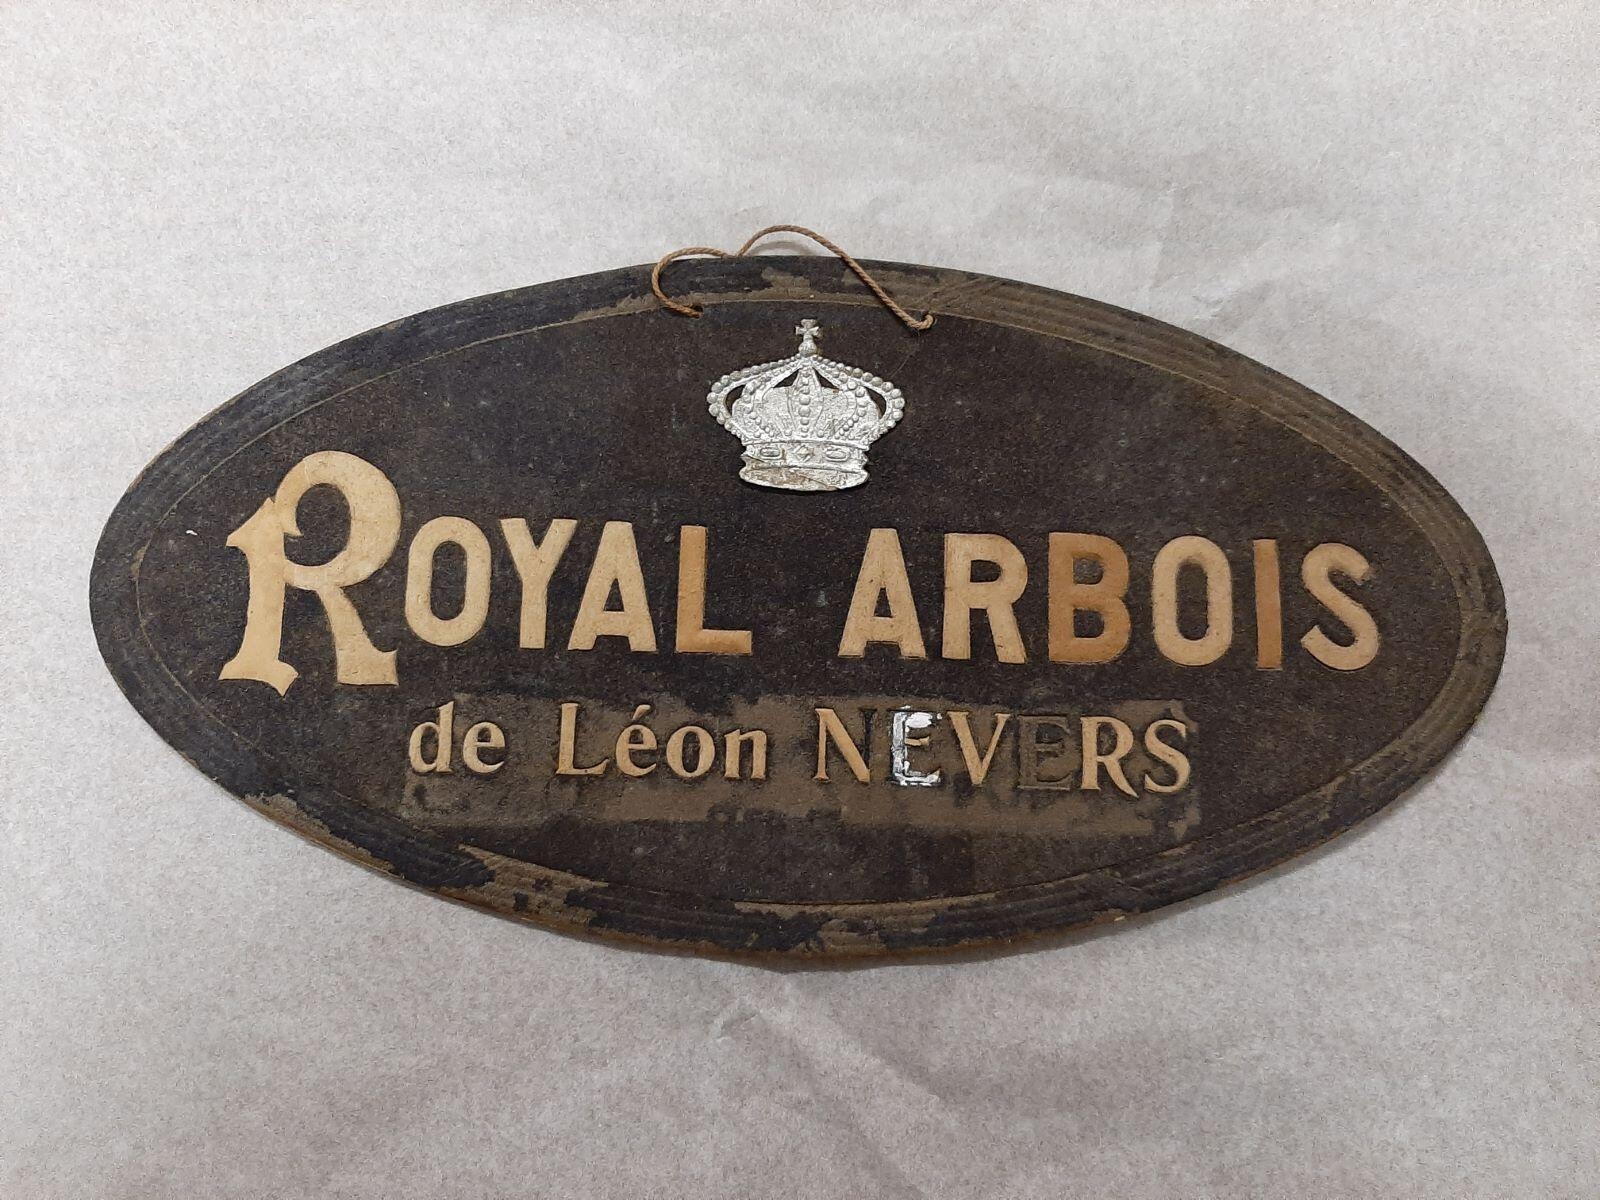 ROYAL ARBOIS
de Léon NEVERS